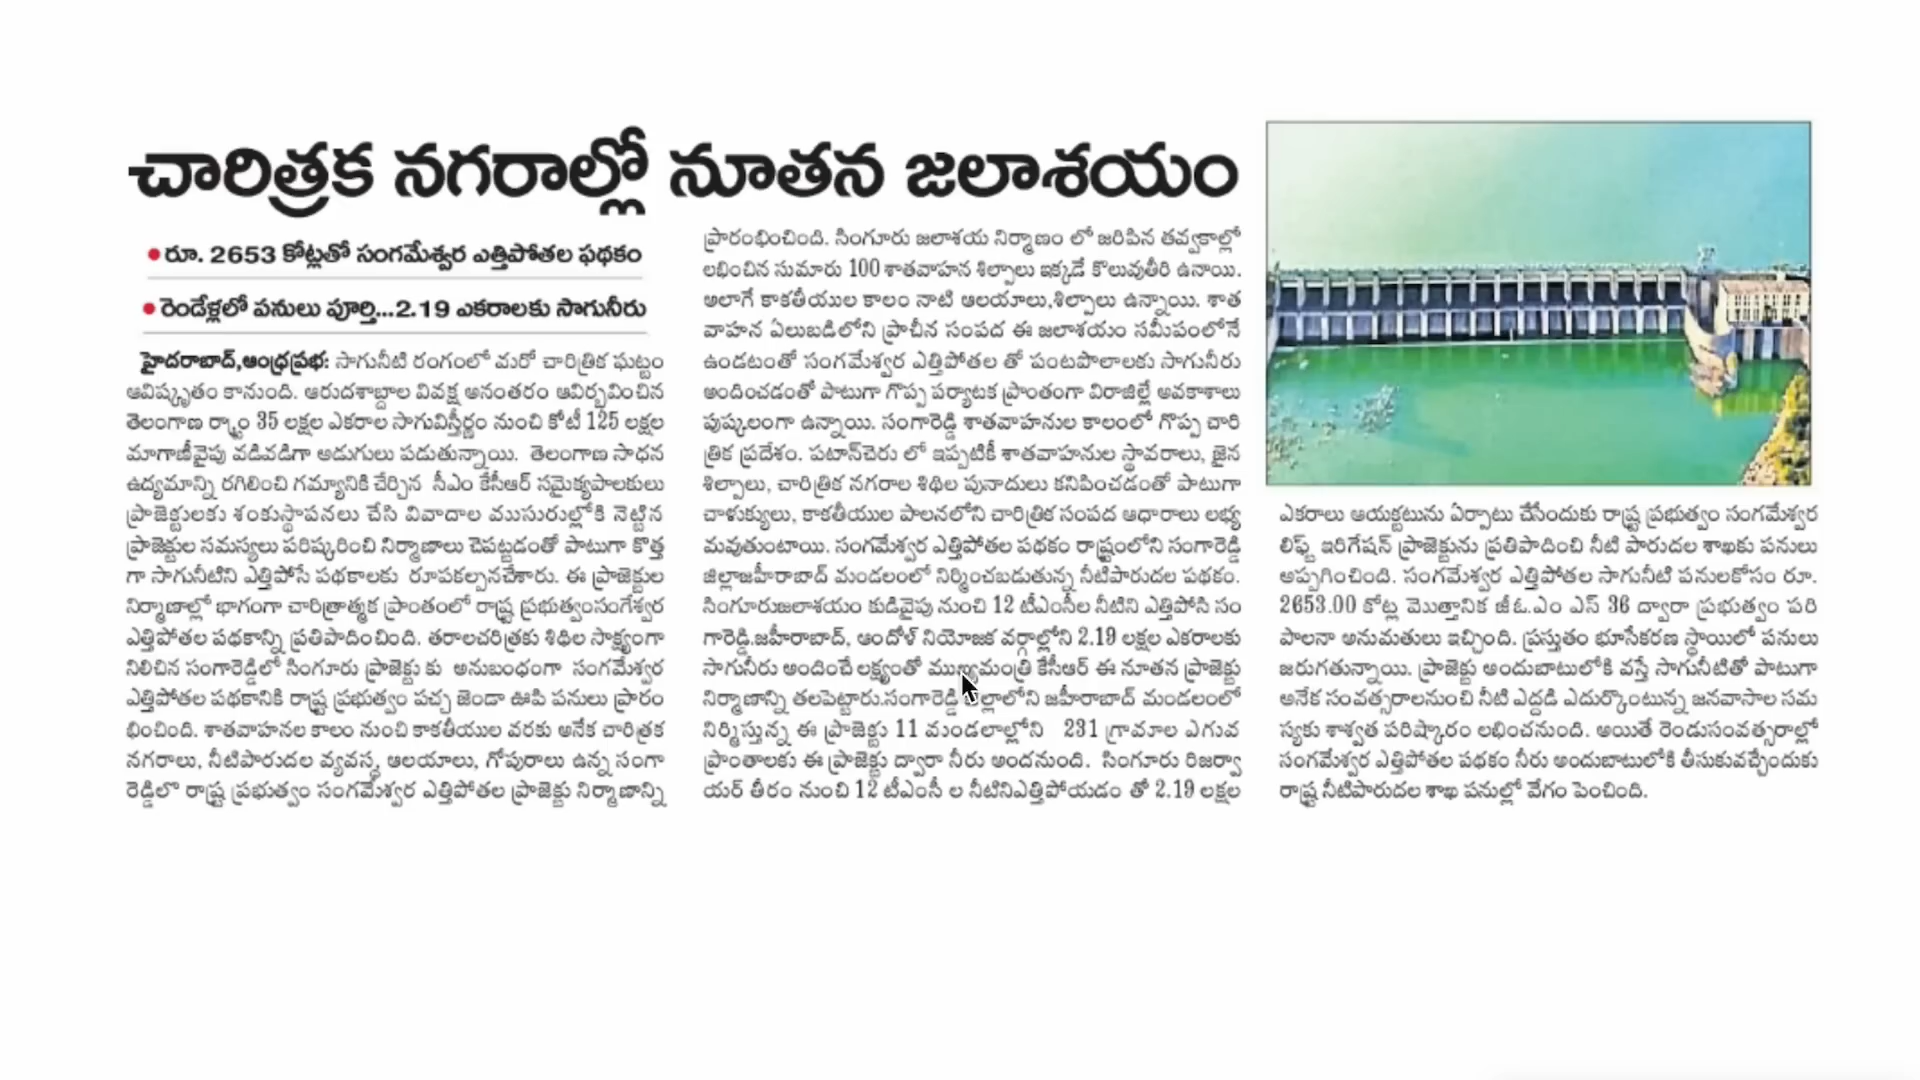 చారిత్రక నగరాల్లో నూతన జలాశయం
• రూ. 2653 కోట్లతో సంగమేశ్వర ఎత్తిపోతల ఫథకం
• రెండేళ్లలో పనులు పూర్తి...2.19 ఎకరాలకు సాగునీరు
హైదరాబాద్,ఆంధ్రప్రభ: సాగునీటి రంగంలో మరో చారిత్రిక ఘట్టం
ఆవిష్కృతం కానుంది. ఆరుదశాబ్దాల వివక్ష అనంతరం ఆవిర్భవించిన
తెలంగాణ 35 లక్షల ఎకరాల సాగువిస్తీర్ణం నుంచి కోటీ 125 లక్షల
మాగాణీవైపు వడివడిగా అడుగులు పడుతున్నాయి. తెలంగాణ సాధన
ఉద్యమాన్ని రగిలించి గమ్యానికి చేర్చిన సీఎం కేసీఆర్ సమైక్యపాలకులు
ప్రాజెక్టులకు శంకుస్థాపనలు చేసి వివాదాల ముసురుల్లోకి నెట్టిన
ప్రాజెక్టుల సమస్యలు పరిష్కరించి నిర్మాణాలు చెపట్టడంతో పాటుగా కొత్త
గా సాగునీటిని ఎత్తిపోసే పథకాలకు రూపకల్పనచేశారు. ఈ ప్రాజెక్టుల
నిర్మాణాల్లో భాగంగా చారిత్రాత్మక ప్రాంతంలో రాష్ట్ర ప్రభుత్వంసంగేశ్వర
ఎత్తిపోతల పథకాన్ని ప్రతిపాదించింది. తరాలచరిత్రకు శిథిల సాక్ష్యంగా
నిలిచిన సంగారెడ్డిలో సింగూరు ప్రాజెక్టు కు అనుబంధంగా సంగమేశ్వర
ఎత్తిపోతల పథకానికి రాష్ట్ర ప్రభుత్వం పచ్చ జెండా ఊపి పనులు ప్రారం
భించింది. శాతవాహనల కాలం నుంచి కాకతీయుల వరకు అనేక చారిత్రక
నగరాలు, నీటిపారుదల వ్యవస్థ, ఆలయాలు, గోపురాలు ఉన్న సంగా
రెడ్డిలొ రాష్ట్ర ప్రభుత్వం సంగమేశ్వర ఎత్తిపోతల ప్రాజెక్టు నిర్మాణాన్ని
ప్రారంభించింది. సింగూరు జలాశయ నిర్మాణం లో జరిపిన తవ్వకాల్లో
లభించిన సుమారు 100 శాతవాహన శిల్పాలు ఇక్కడే కొలువుతీరి ఉనాయి.
అలాగే కాకతీయుల కాలం నాటి ఆలయాలు,శిల్పాలు ఉన్నాయి. శాత
వాహన ఏలుబడిలోని ప్రాచీన సంపద ఈ జలాశయం సమీపంలోనే
ఉండటంతో సంగమేశ్వర ఎత్తిపోతల తో పంటపొలాలకు సాగునీరు
అందించడంతో పాటుగా గొప్ప పర్యాటక ప్రాంతంగా విరాజిల్లే అవకాశాలు
పుష్కలంగా ఉన్నాయి. సంగారెడ్డి శాతవాహనుల కాలంలో గొప్ప చారి
త్రిక ప్రదేశం. పటాన్‌చెరు లో ఇప్పటికీ శాతవాహనుల స్థావరాలు, జైన
శిల్పాలు, చారిత్రిక నగరాల శిథిల పునాదులు కనిపించడంతో పాటుగా
చాళుక్యులు, కాకతీయుల పాలనలోని చారిత్రిక సంపద ఆధారాలు లభ్య
మవుతుంటాయి. సంగమేశ్వర ఎత్తిపోతల పథకం రాష్ట్రంలోని సంగారెడ్డి
జిల్లాజహీరాబాద్ మండలంలో నిర్మించబడుతున్న నీటిపారుదల పథకం.
సింగూరుజలాశయం కుడివైపు నుంచి 12 టీఎంసీల నీటిని ఎత్తిపోసి సం
గారెడ్డి.జహీరాబాద్, ఆందోళ్ నియోజక వర్గాల్లోని 2.19 లక్షల ఎకరాలకు
సాగునీరు అందించే లక్ష్యంతో ముఖ్యమంత్రి కేసీఆర్ ఈ నూతన ప్రాజెక్టు
నిర్మాణాన్ని తలపెట్టారు.సంగారెడ్డి జిల్లాలోని జహీరాబాద్ మండలంలో
నిర్మిస్తున్న ఈ ప్రాజెక్టు 11 మండలాల్లోని 231 గ్రామాల ఎగువ
ప్రాంతాలకు ఈ ప్రాజెక్టు ద్వారా నీరు అందనుంది. సింగూరు రిజర్వా
యర్ తీరం నుంచి 12 టీఎంసీ ల నీటినిఎత్తిపోయడం తో 2.19 లక్షల
ఎకరాలు ఆయక్టటును ఏర్పాటు చేసేందుకు రాష్ట్ర ప్రభుత్వం సంగమేశ్వర
లిఫ్ట్ ఇరిగేషన్ ప్రాజెక్టును ప్రతిపాదించి నీటి పారుదల శాఖకు పనులు
అప్పగించింది. సంగమేశ్వర ఎత్తిపోతల సాగునీటి పనులకోసం రూ.
2653.00 కోట్ల మొత్తానిక జీఓ.ఎం ఎస్ 36 ద్వారా ప్రభుత్వం పరి
పాలనా అనుమతులు ఇచ్చింది. ప్రస్తుతం భూసేకరణ స్థాయిలో పనులు
జరుగతున్నాయి. ప్రాజెక్టు అందుబాటులోకి వస్తే సాగునీటితో పాటుగా
అనేక సంవత్సరాలనుంచి నీటి ఎద్దడి ఎదుర్కొంటున్న జనవాసాల సమ
స్యకు శాశ్వత పరిష్కారం లభించనుంది. అయితే రెండుసంవత్సరాల్లో
సంగమేశ్వర ఎత్తిపోతల పథకం నీరు అందుబాటులోకి తీసుకువచ్చేందుకు
రాష్ట్ర నీటిపారుదల శాఖ పనుల్లో వేగం పెంచింది.